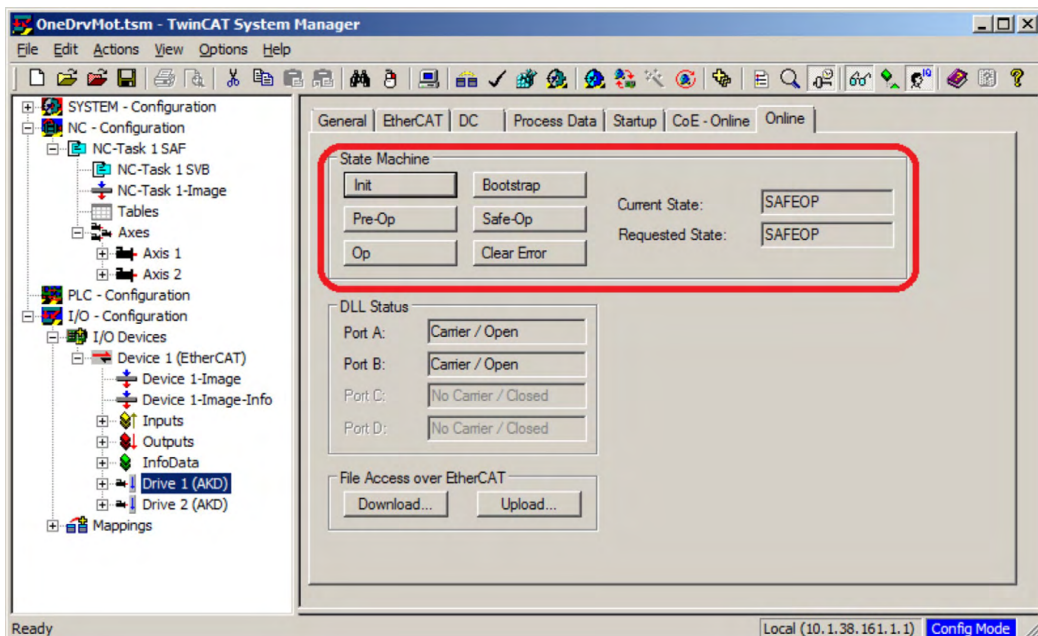 OneDrvMot.tsm - TwinCAT System Manager
File Edit Actions View Options Help
SYSTEM - Configuration
NC - Configuration
NC-Task 1 SAF
NC-Task 1 SVB
NC-Task 1-Image
Tables
Axes
Axis 1
Axis 2
PLC - Configuration
I/O - Configuration
I/O Devices
Device 1 (EtherCAT)
Device 1-Image
Device 1-Image-Info
Inputs
Outputs
InfoData
Drive 1 (AKD)
Drive 2 (AKD)
Mappings
General EtherCAT DC Process Data Startup CoE - Online Online
State Machine
Init Bootstrap
Pre-Op Safe-Op
Op Clear Error
Current State: SAFEOP
Requested State: SAFEOP
DLL Status
Port A: Carrier / Open
Port B: Carrier / Open
Port C: No Carrier / Closed
Port D: No Carrier / Closed
File Access over EtherCAT
Download... Upload...
Ready Local (10.1.38.161.1.1) Config Mode